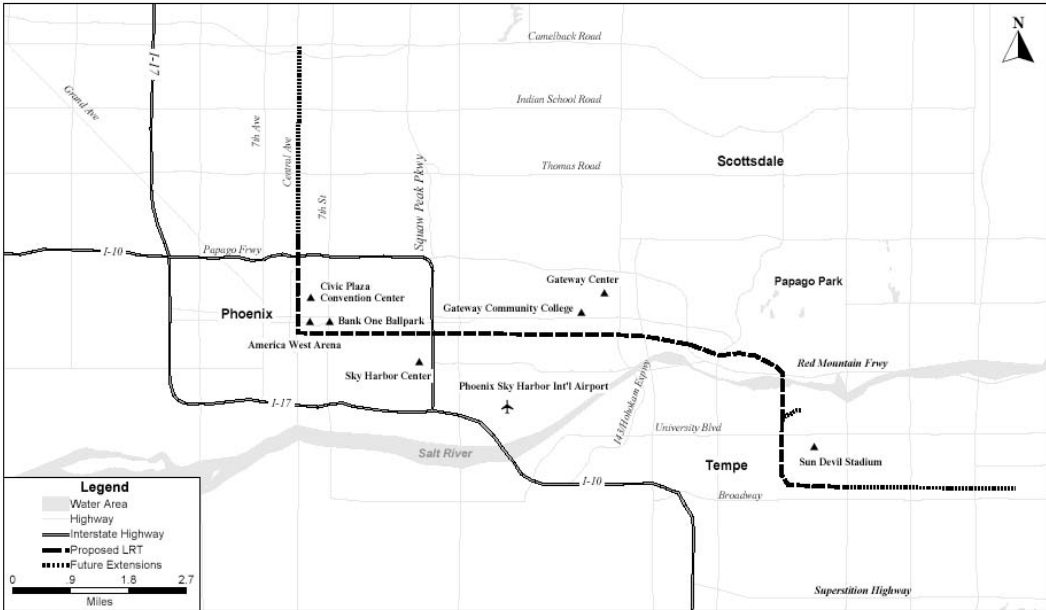 Camelback Road
N
I-17
Grand Ave
Indian School Road
7th Ave
Central Ave
Thomas Road
Scottsdale
7th St
Squaw Peak Pkwy
I-10
Papago Frwy
Civic Plaza
Convention Center
Gateway Center
Papago Park
Phoenix
Bank One Ballpark
Gateway Community College
America West Arena
Sky Harbor Center
Red Mountain Frwy
Phoenix Sky Harbor Int'l Airport
I-17
143/Hohokam Expwy
University Blvd
Salt River
Tempe
Sun Devil Stadium
I-10
Broadway
Legend
Water Area
Highway
Interstate Highway
Proposed LRT
Future Extensions
0 .9 1.8 2.7
Miles
Superstition Highway